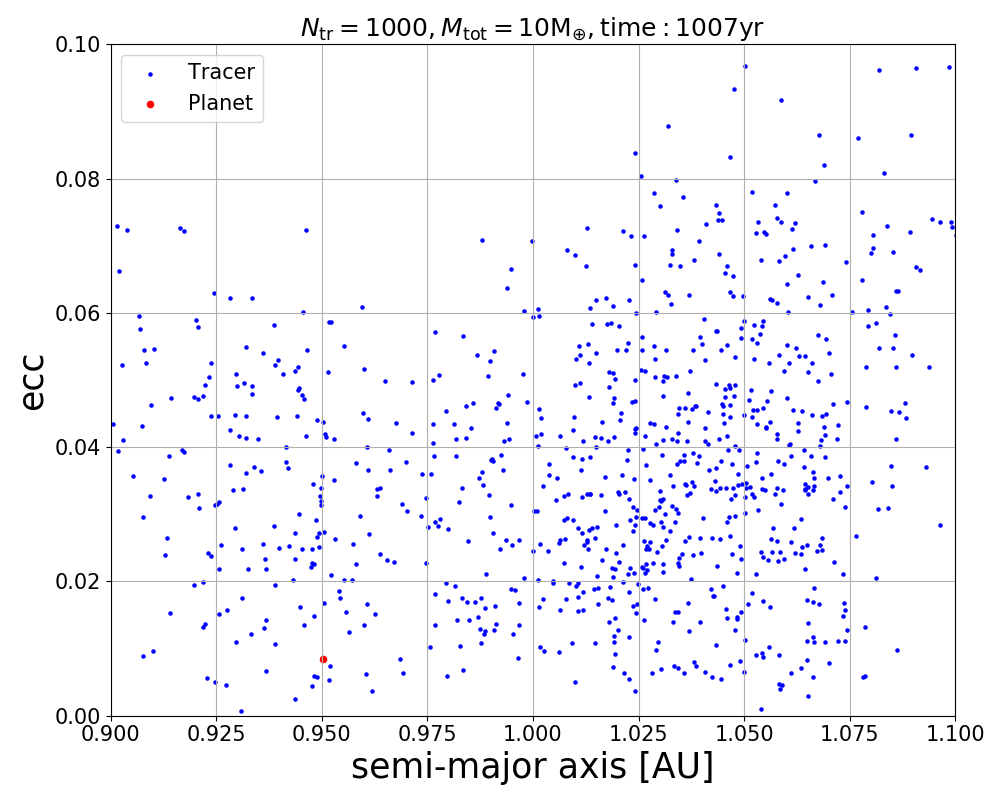 N_tr = 1000, M_tot = 10M_⊕, time : 1007yr
Tracer
Planet
0.10
0.08
0.06
0.04
0.02
0.00
ecc
0.900 0.925 0.950 0.975 1.000 1.025 1.050 1.075 1.100
semi-major axis [AU]